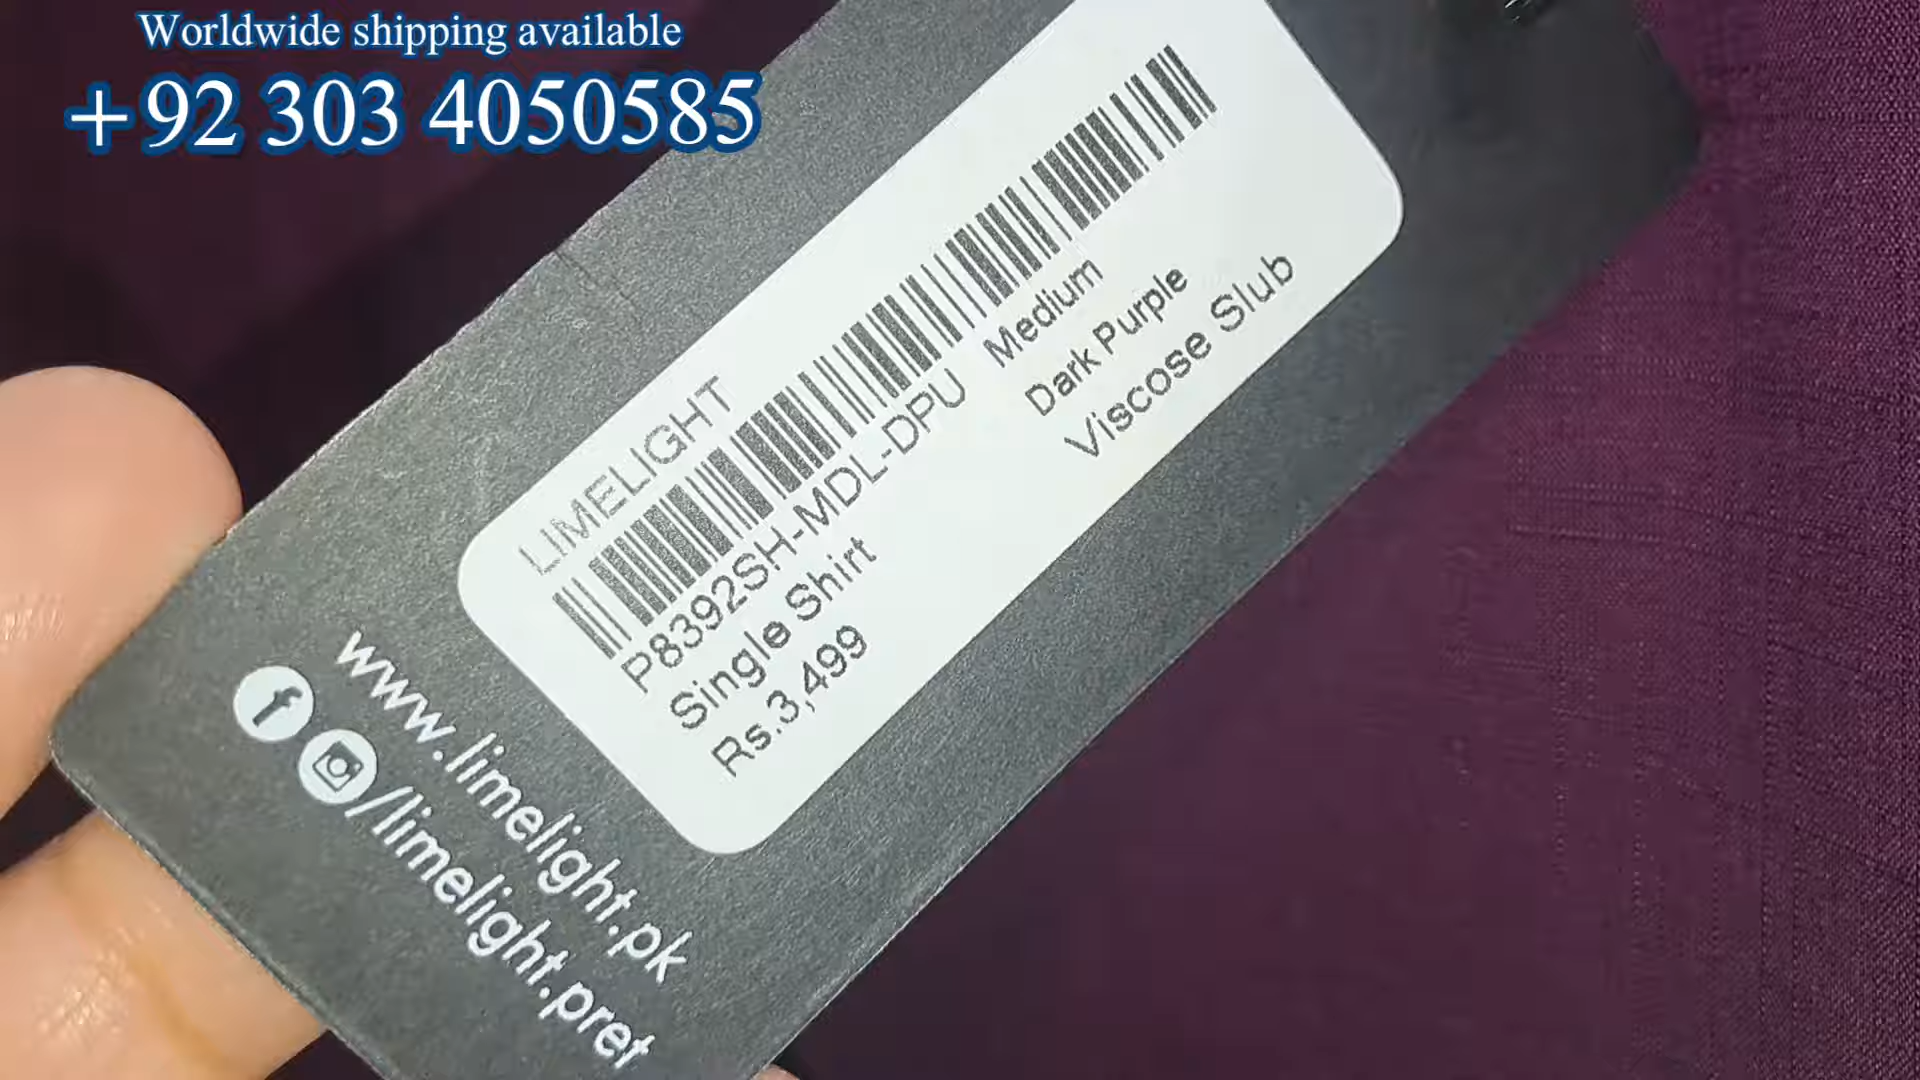 Worldwide shipping available
+92 303 4050585
LIMELIGHT
P8392SH-MDL-DPU Medium
Single Shirt Dark Purple
Rs.3,499 Viscose Slub
www.limelight.pk
/limelight.pret